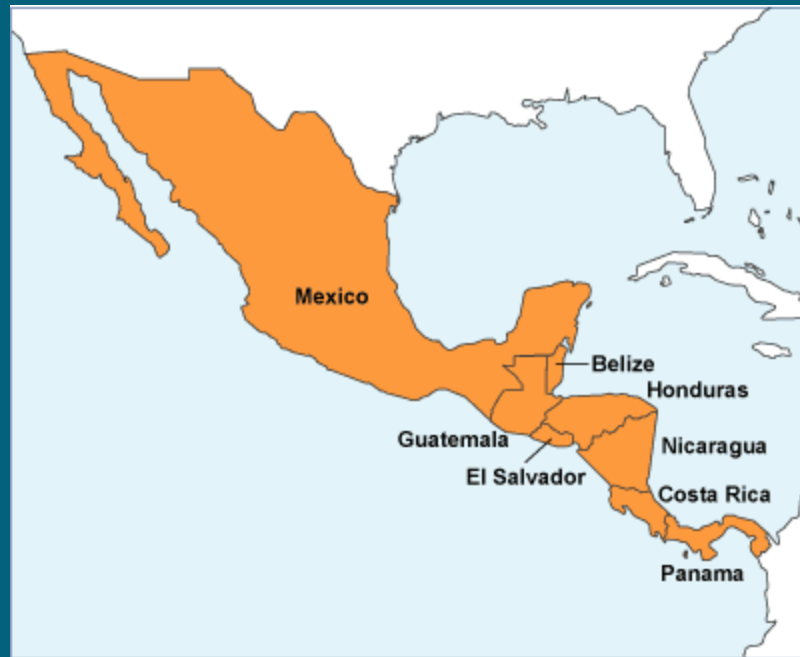 Mexico
Belize
Honduras
Guatemala
Nicaragua
El Salvador
Costa Rica
Panama